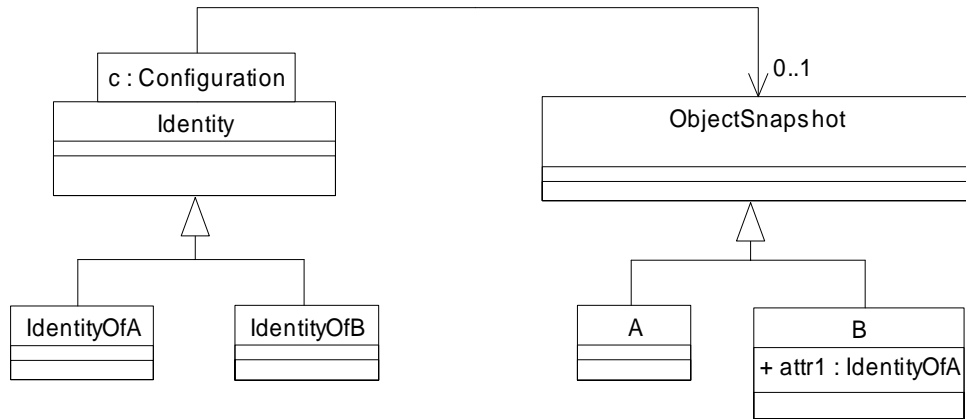 c : Configuration
0..1
Identity
ObjectSnapshot
IdentityOfA
IdentityOfB
A
B
+ attr1 : IdentityOfA